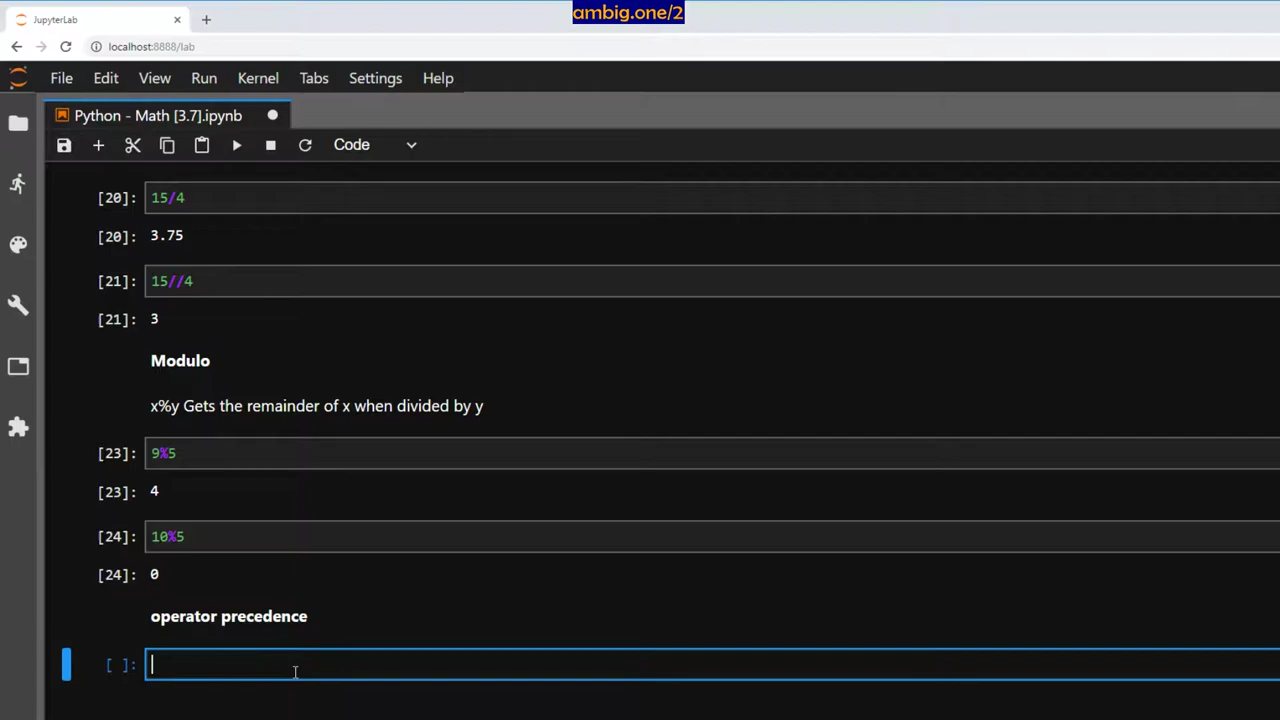 ambig.one/2
JupyterLab
localhost:8888/lab
File Edit View Run Kernel Tabs Settings Help
Python - Math [3.7].ipynb
Code
[20]: 15/4
[20]: 3.75
[21]: 15//4
[21]: 3
Modulo
x%y Gets the remainder of x when divided by y
[23]: 9%5
[23]: 4
[24]: 10%5
[24]: 0
operator precedence
[ ]: